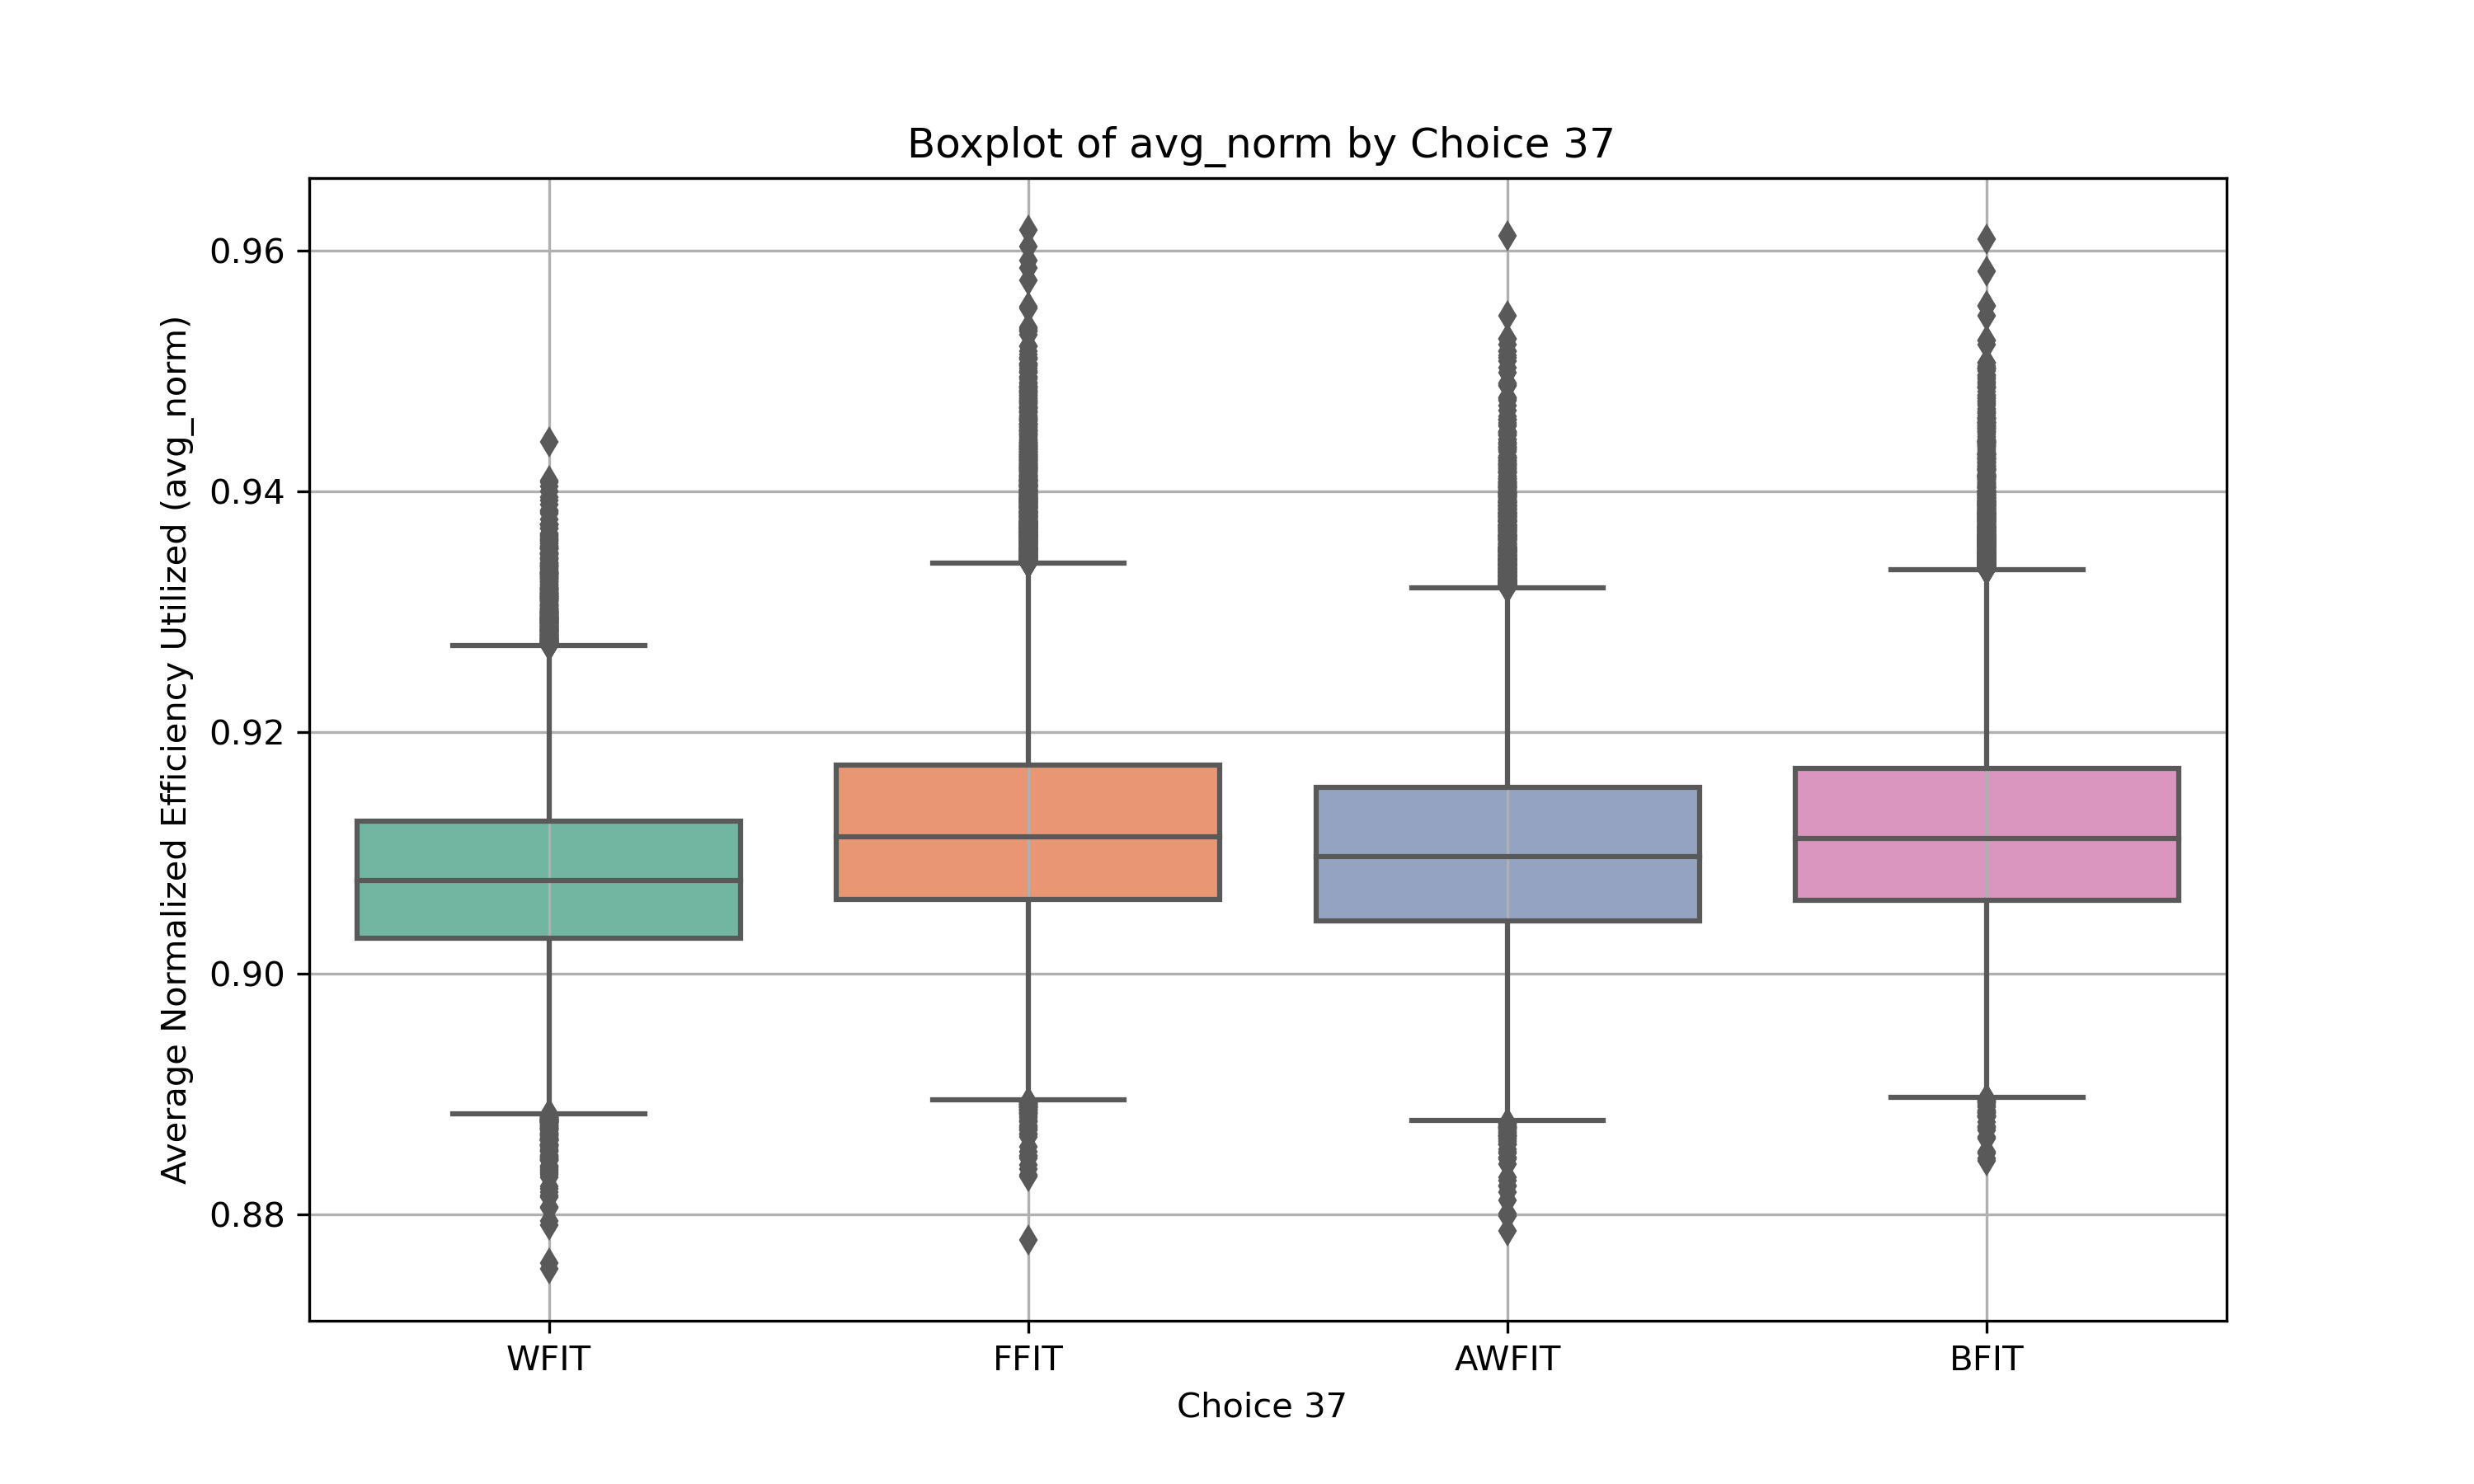 Boxplot of avg_norm by Choice 37
Average Normalized Efficiency Utilized (avg_norm)
0.96
0.94
0.92
0.90
0.88
WFIT FFIT AWFIT BFIT
Choice 37